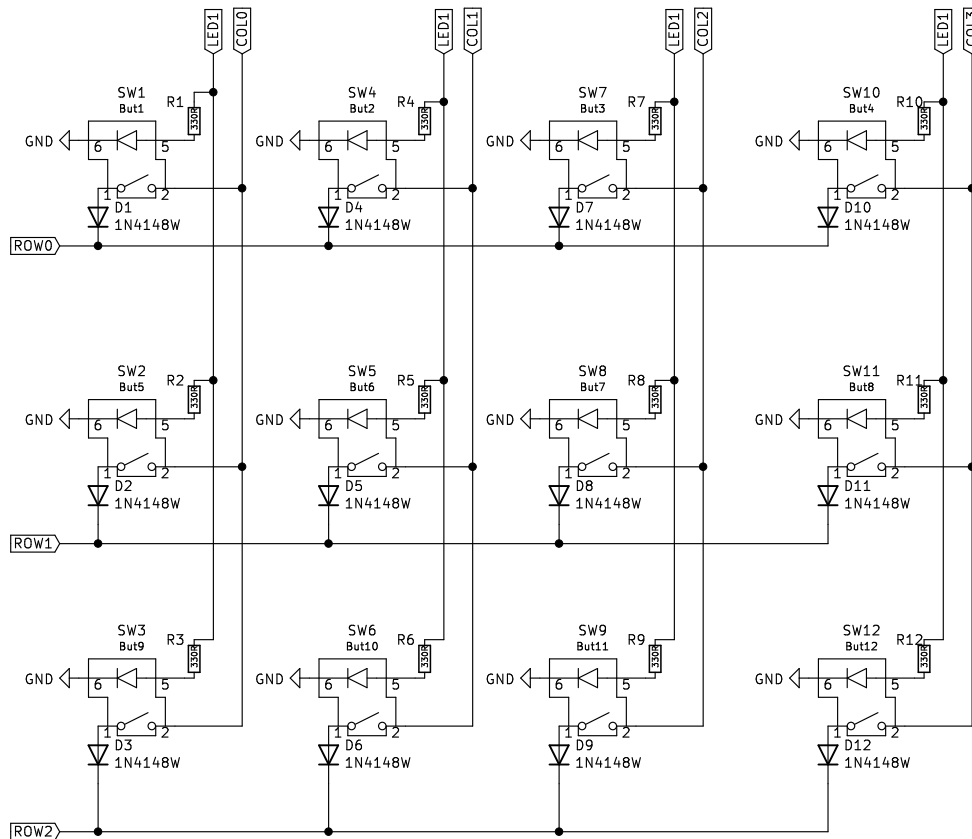 LED1 COL0 LED1 COL1 LED1 COL2 LED1 COL3
SW1 SW4 SW7 SW10
But1 But2 But3 But4
R1 R4 R7 R10
330R 330R 330R 330R
GND 6 5 GND 6 5 GND 6 5 GND 6 5
1 2 1 2 1 2 1 2
D1 D4 D7 D10
1N4148W 1N4148W 1N4148W 1N4148W
ROW0
SW2 SW5 SW8 SW11
But5 But6 But7 But8
R2 R5 R8 R11
330R 330R 330R 330R
GND 6 5 GND 6 5 GND 6 5 GND 6 5
1 2 1 2 1 2 1 2
D2 D5 D8 D11
1N4148W 1N4148W 1N4148W 1N4148W
ROW1
SW3 SW6 SW9 SW12
But9 But10 But11 But12
R3 R6 R9 R12
330R 330R 330R 330R
GND 6 5 GND 6 5 GND 6 5 GND 6 5
1 2 1 2 1 2 1 2
D3 D6 D9 D12
1N4148W 1N4148W 1N4148W 1N4148W
ROW2